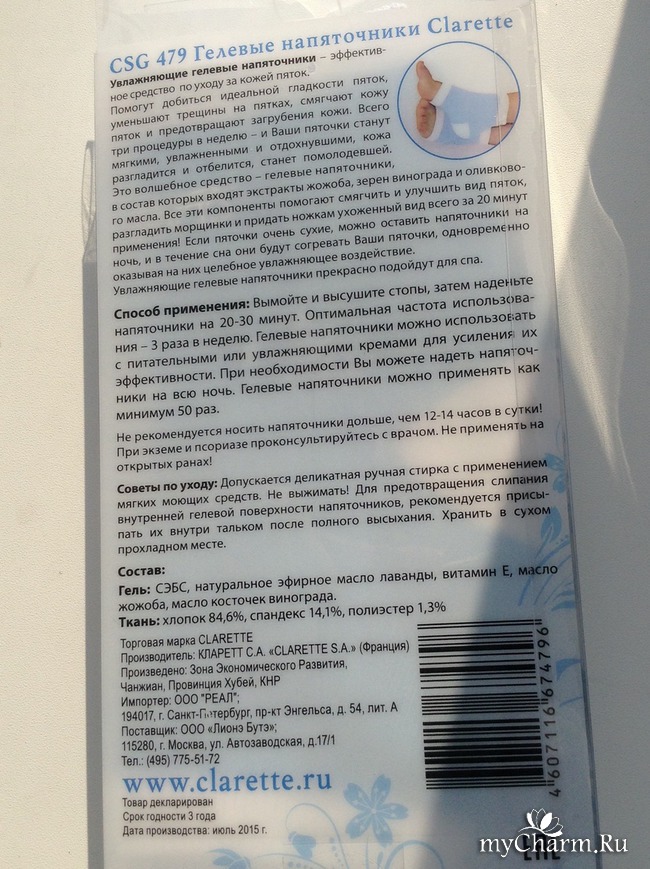 CSG 479 Гелевые напяточники Clarette
Увлажняющие гелевые напяточники – эффектив-
ное средство по уходу за кожей пяток.
Помогут добиться идеальной гладкости пяток,
уменьшают трещины на пятках, смягчают кожу
пяток и предотвращают загрубения кожи. Всего
три процедуры в неделю – и Ваши пяточки станут
мягкими, увлажненными и отдохнувшими, кожа
разгладится и отбелится, станет помолодевшей.
Это волшебное средство – гелевые напяточники,
в состав которых входят экстракты жожоба, зерен винограда и оливково-
го масла. Все эти компоненты помогают смягчить и улучшить вид пяток,
разгладить морщинки и придать ножкам ухоженный вид всего за 20 минут
применения! Если пяточки очень сухие, можно оставить напяточники на
ночь, и в течение сна они будут согревать Ваши пяточки, одновременно
оказывая на них целебное увлажняющее воздействие.
Увлажняющие гелевые напяточники прекрасно подойдут для спа.
Способ применения: Вымойте и высушите стопы, затем наденьте
напяточники на 20-30 минут. Оптимальная частота использова-
ния – 3 раза в неделю. Гелевые напяточники можно использовать
с питательными или увлажняющими кремами для усиления их
эффективности. При необходимости Вы можете надеть напяточ-
ники на всю ночь. Гелевые напяточники можно применять как
минимум 50 раз.
Не рекомендуется носить напяточники дольше, чем 12-14 часов в сутки!
При экземе и псориазе проконсультируйтесь с врачом. Не применять на
открытых ранах!
Советы по уходу: Допускается деликатная ручная стирка с применением
мягких моющих средств. Не выжимать! Для предотвращения слипания
внутренней гелевой поверхности напяточников, рекомендуется присы-
пать их внутри тальком после полного высыхания. Хранить в сухом
прохладном месте.
Состав:
Гель: СЭБС, натуральное эфирное масло лаванды, витамин Е, масло
жожоба, масло косточек винограда.
Ткань: хлопок 84,6%, спандекс 14,1%, полиэстер 1,3%
Торговая марка CLARETTE
Производитель: КЛАРЕТТ С.А. «CLARETTE S.A.» (Франция)
Произведено: Зона Экономического Развития,
Чанжиан, Провинция Хубей, КНР
Импортер: ООО "РЕАЛ";
194017, г. Санкт-Петербург, пр-кт Энгельса, д. 54, лит. А
Поставщик: ООО «Лионэ Бутэ»;
115280, г. Москва, ул. Автозаводская, д.17/1
Тел.: (495) 775-51-72
www.clarette.ru
Товар декларирован
Срок годности 3 года
Дата производства: июль 2015 г.
4 607116 674796
EAC
myCharm.Ru